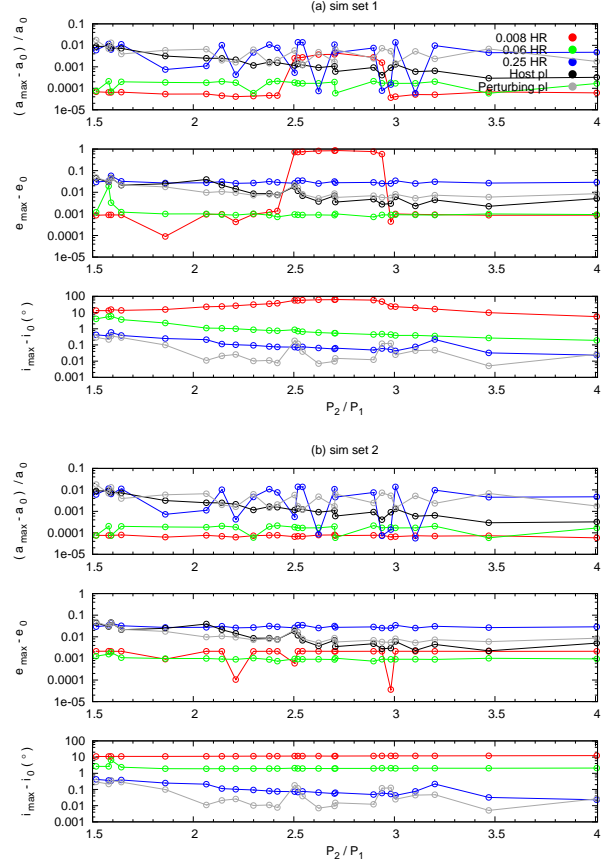 (a) sim set 1
( a_max - a_0 ) / a_0
0.1
0.01
0.001
0.0001
1e-05
0.008 HR
0.06 HR
0.25 HR
Host pl
Perturbing pl
1.5 2 2.5 3 3.5 4
e_max - e_0
1
0.1
0.01
0.001
0.0001
1e-05
1.5 2 2.5 3 3.5 4
i_max - i_0 ( ° )
100
10
1
0.1
0.01
0.001
1.5 2 2.5 3 3.5 4
P_2 / P_1
(b) sim set 2
( a_max - a_0 ) / a_0
0.1
0.01
0.001
0.0001
1e-05
1.5 2 2.5 3 3.5 4
e_max - e_0
1
0.1
0.01
0.001
0.0001
1e-05
1.5 2 2.5 3 3.5 4
i_max - i_0 ( ° )
100
10
1
0.1
0.01
0.001
1.5 2 2.5 3 3.5 4
P_2 / P_1